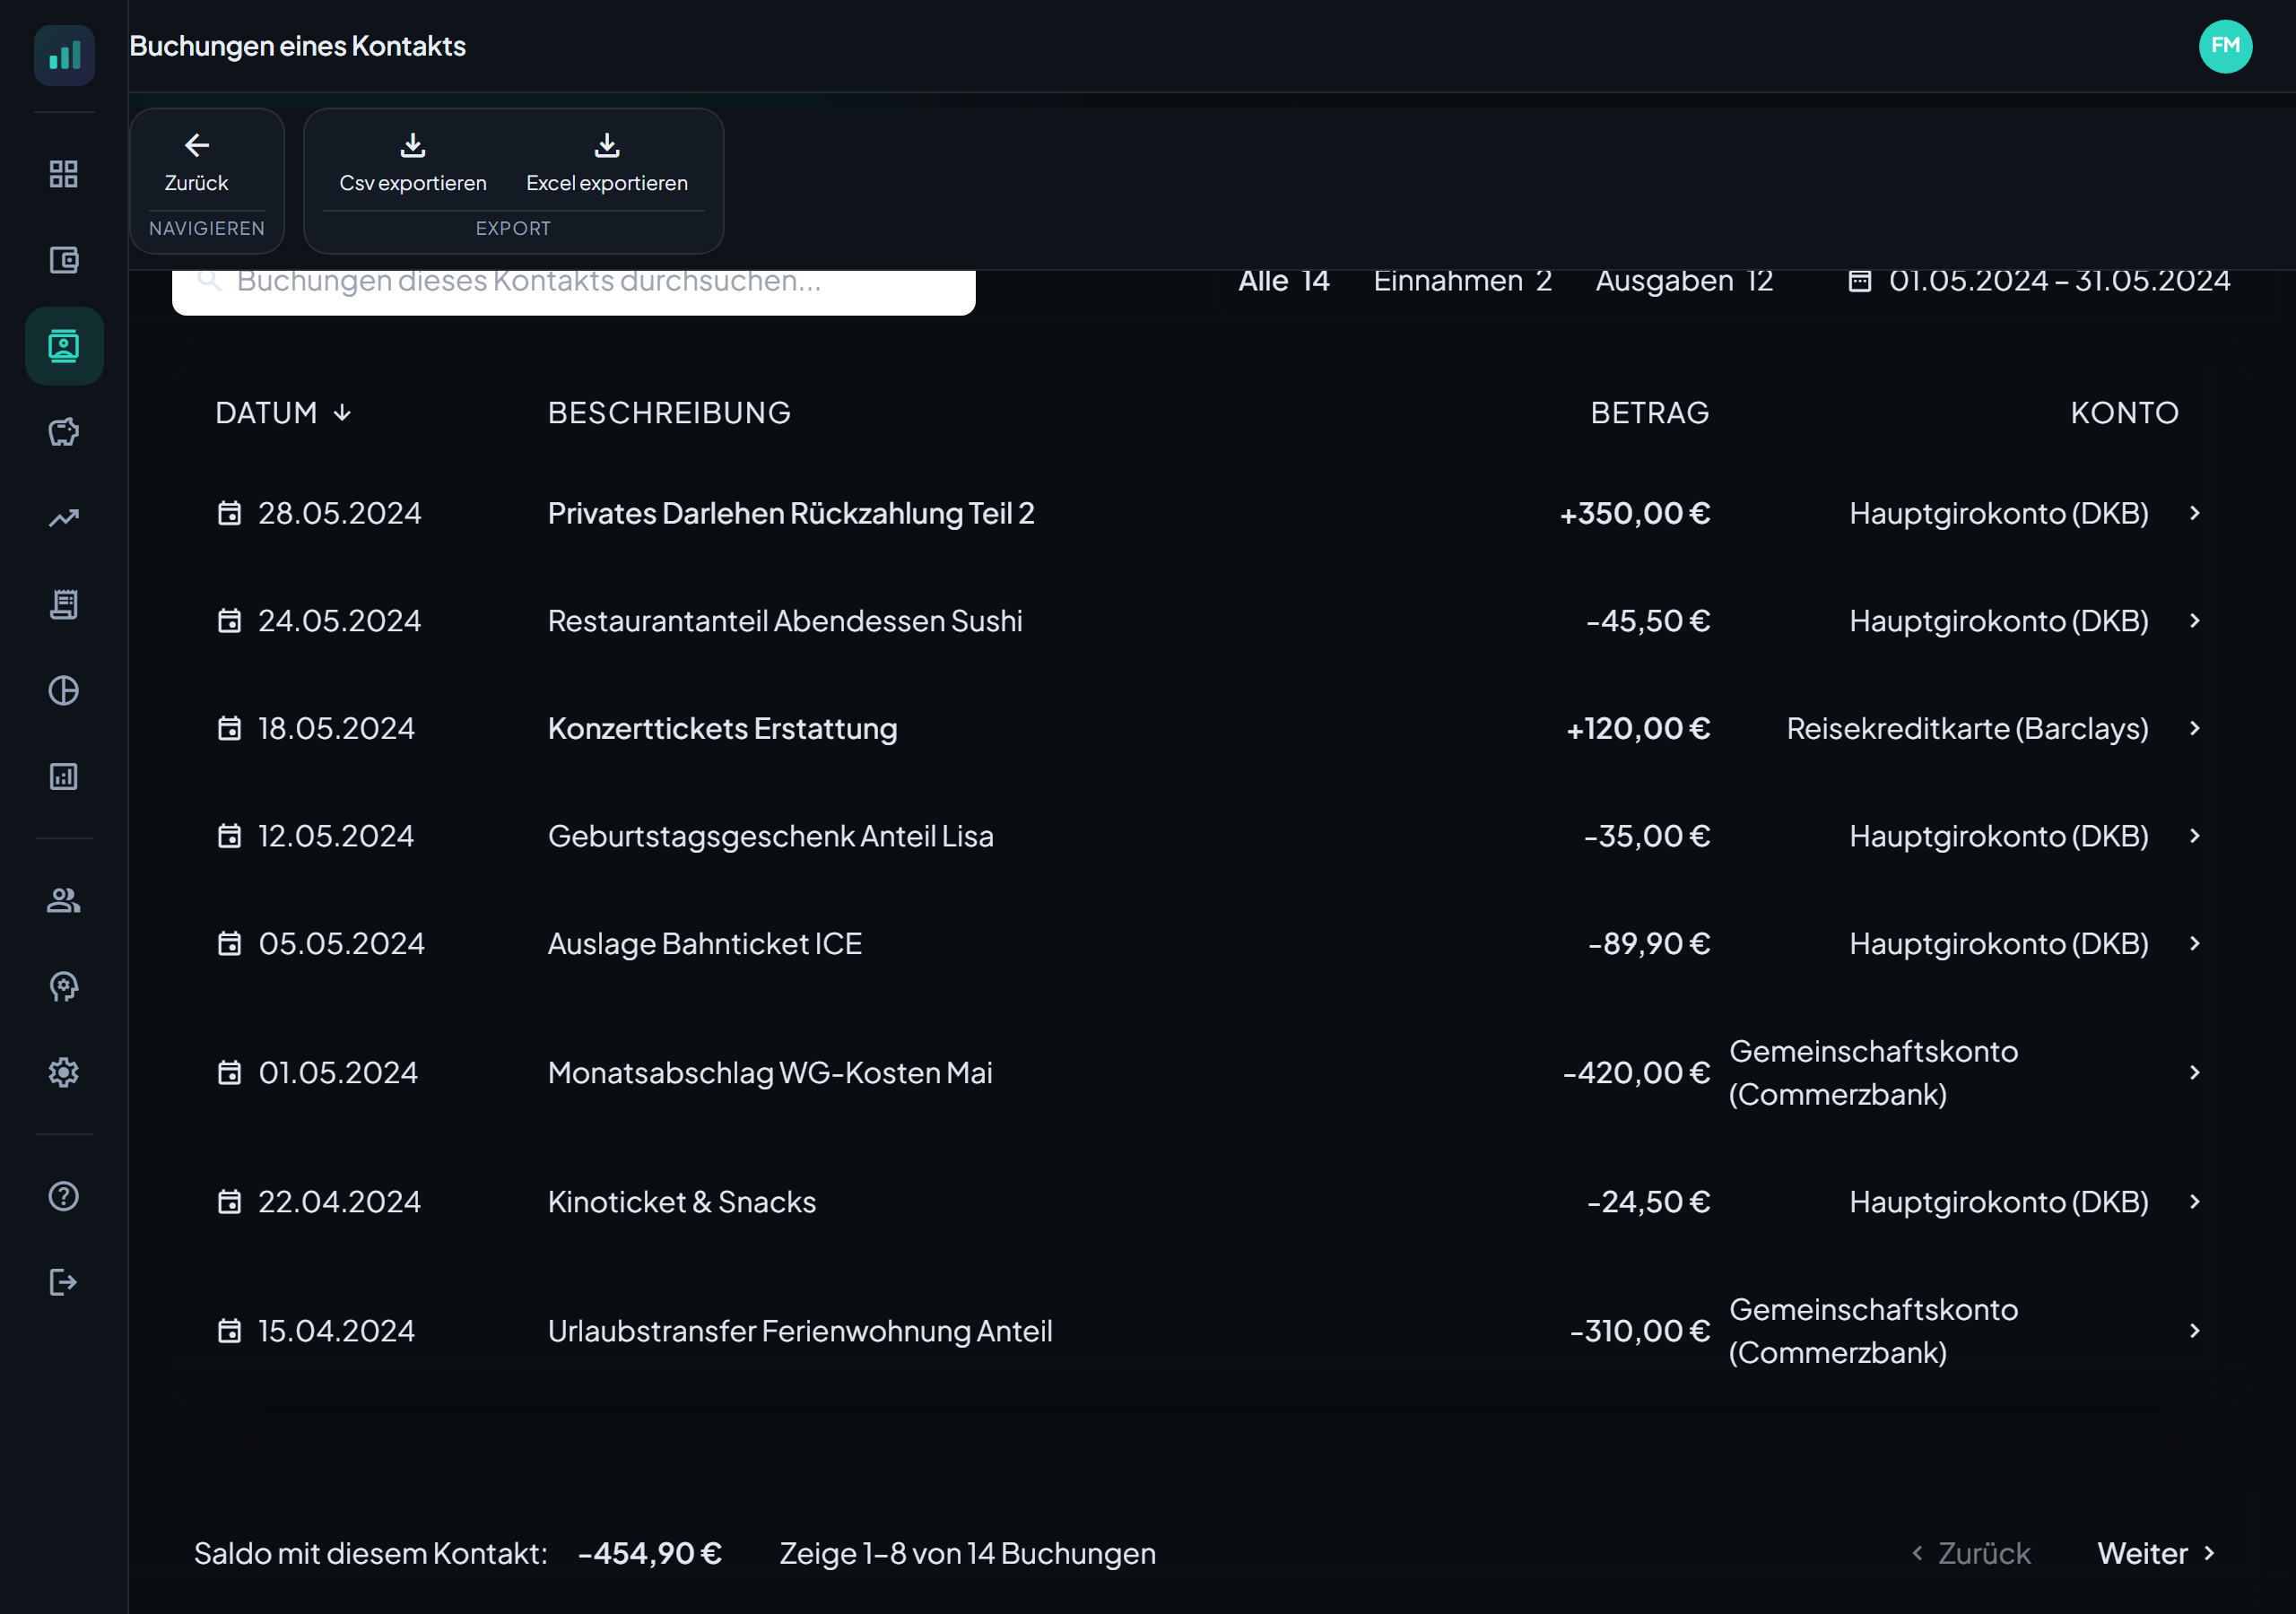 Buchungen eines Kontakts
FM
Zurück
NAVIGIEREN
Csv exportieren
Excel exportieren
EXPORT
Buchungen dieses Kontakts durchsuchen...
Alle 14
Einnahmen 2
Ausgaben 12
01.05.2024 – 31.05.2024
DATUM
BESCHREIBUNG
BETRAG
KONTO
28.05.2024
Privates Darlehen Rückzahlung Teil 2
+350,00 €
Hauptgirokonto (DKB)
24.05.2024
Restaurantanteil Abendessen Sushi
-45,50 €
Hauptgirokonto (DKB)
18.05.2024
Konzerttickets Erstattung
+120,00 €
Reisekreditkarte (Barclays)
12.05.2024
Geburtstagsgeschenk Anteil Lisa
-35,00 €
Hauptgirokonto (DKB)
05.05.2024
Auslage Bahnticket ICE
-89,90 €
Hauptgirokonto (DKB)
01.05.2024
Monatsabschlag WG-Kosten Mai
-420,00 €
Gemeinschaftskonto
(Commerzbank)
22.04.2024
Kinoticket & Snacks
-24,50 €
Hauptgirokonto (DKB)
15.04.2024
Urlaubstransfer Ferienwohnung Anteil
-310,00 €
Gemeinschaftskonto
(Commerzbank)
Saldo mit diesem Kontakt: -454,90 €
Zeige 1–8 von 14 Buchungen
Zurück
Weiter